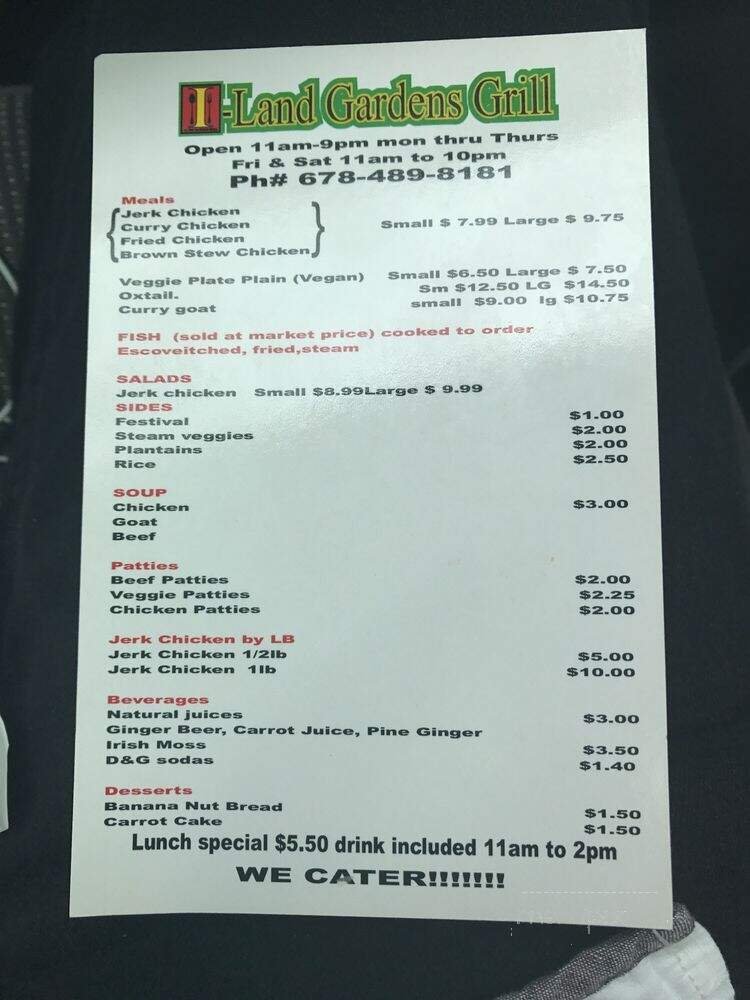 I-Land Gardens Grill
Open 11am-9pm mon thru Thurs
Fri & Sat 11am to 10pm
Ph# 678-489-8181
Meals
Jerk Chicken
Curry Chicken Small $ 7.99 Large $ 9.75
Fried Chicken
Brown Stew Chicken
Veggie Plate Plain (Vegan) Small $6.50 Large $ 7.50
Oxtail. Sm $12.50 LG $14.50
Curry goat small $9.00 lg $10.75
FISH (sold at market price) cooked to order
Escoveitched, fried,steam
SALADS
Jerk chicken Small $8.99Large $ 9.99
SIDES
Festival $1.00
Steam veggies $2.00
Plantains $2.00
Rice $2.50
SOUP
Chicken $3.00
Goat
Beef
Patties
Beef Patties $2.00
Veggie Patties $2.25
Chicken Patties $2.00
Jerk Chicken by LB
Jerk Chicken 1/2lb $5.00
Jerk Chicken 1lb $10.00
Beverages
Natural juices $3.00
Ginger Beer, Carrot Juice, Pine Ginger
Irish Moss $3.50
D&G sodas $1.40
Desserts
Banana Nut Bread $1.50
Carrot Cake $1.50
Lunch special $5.50 drink included 11am to 2pm
WE CATER!!!!!!!